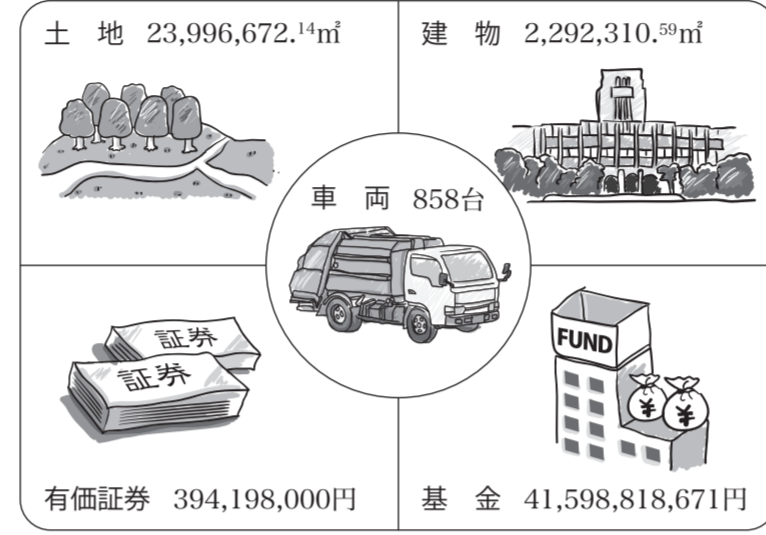 土　地　23,996,672.14㎡
建　物　2,292,310.59㎡
車　両　858台
証券
証券
FUND
¥
¥
有価証券　394,198,000円
基　金　41,598,818,671円